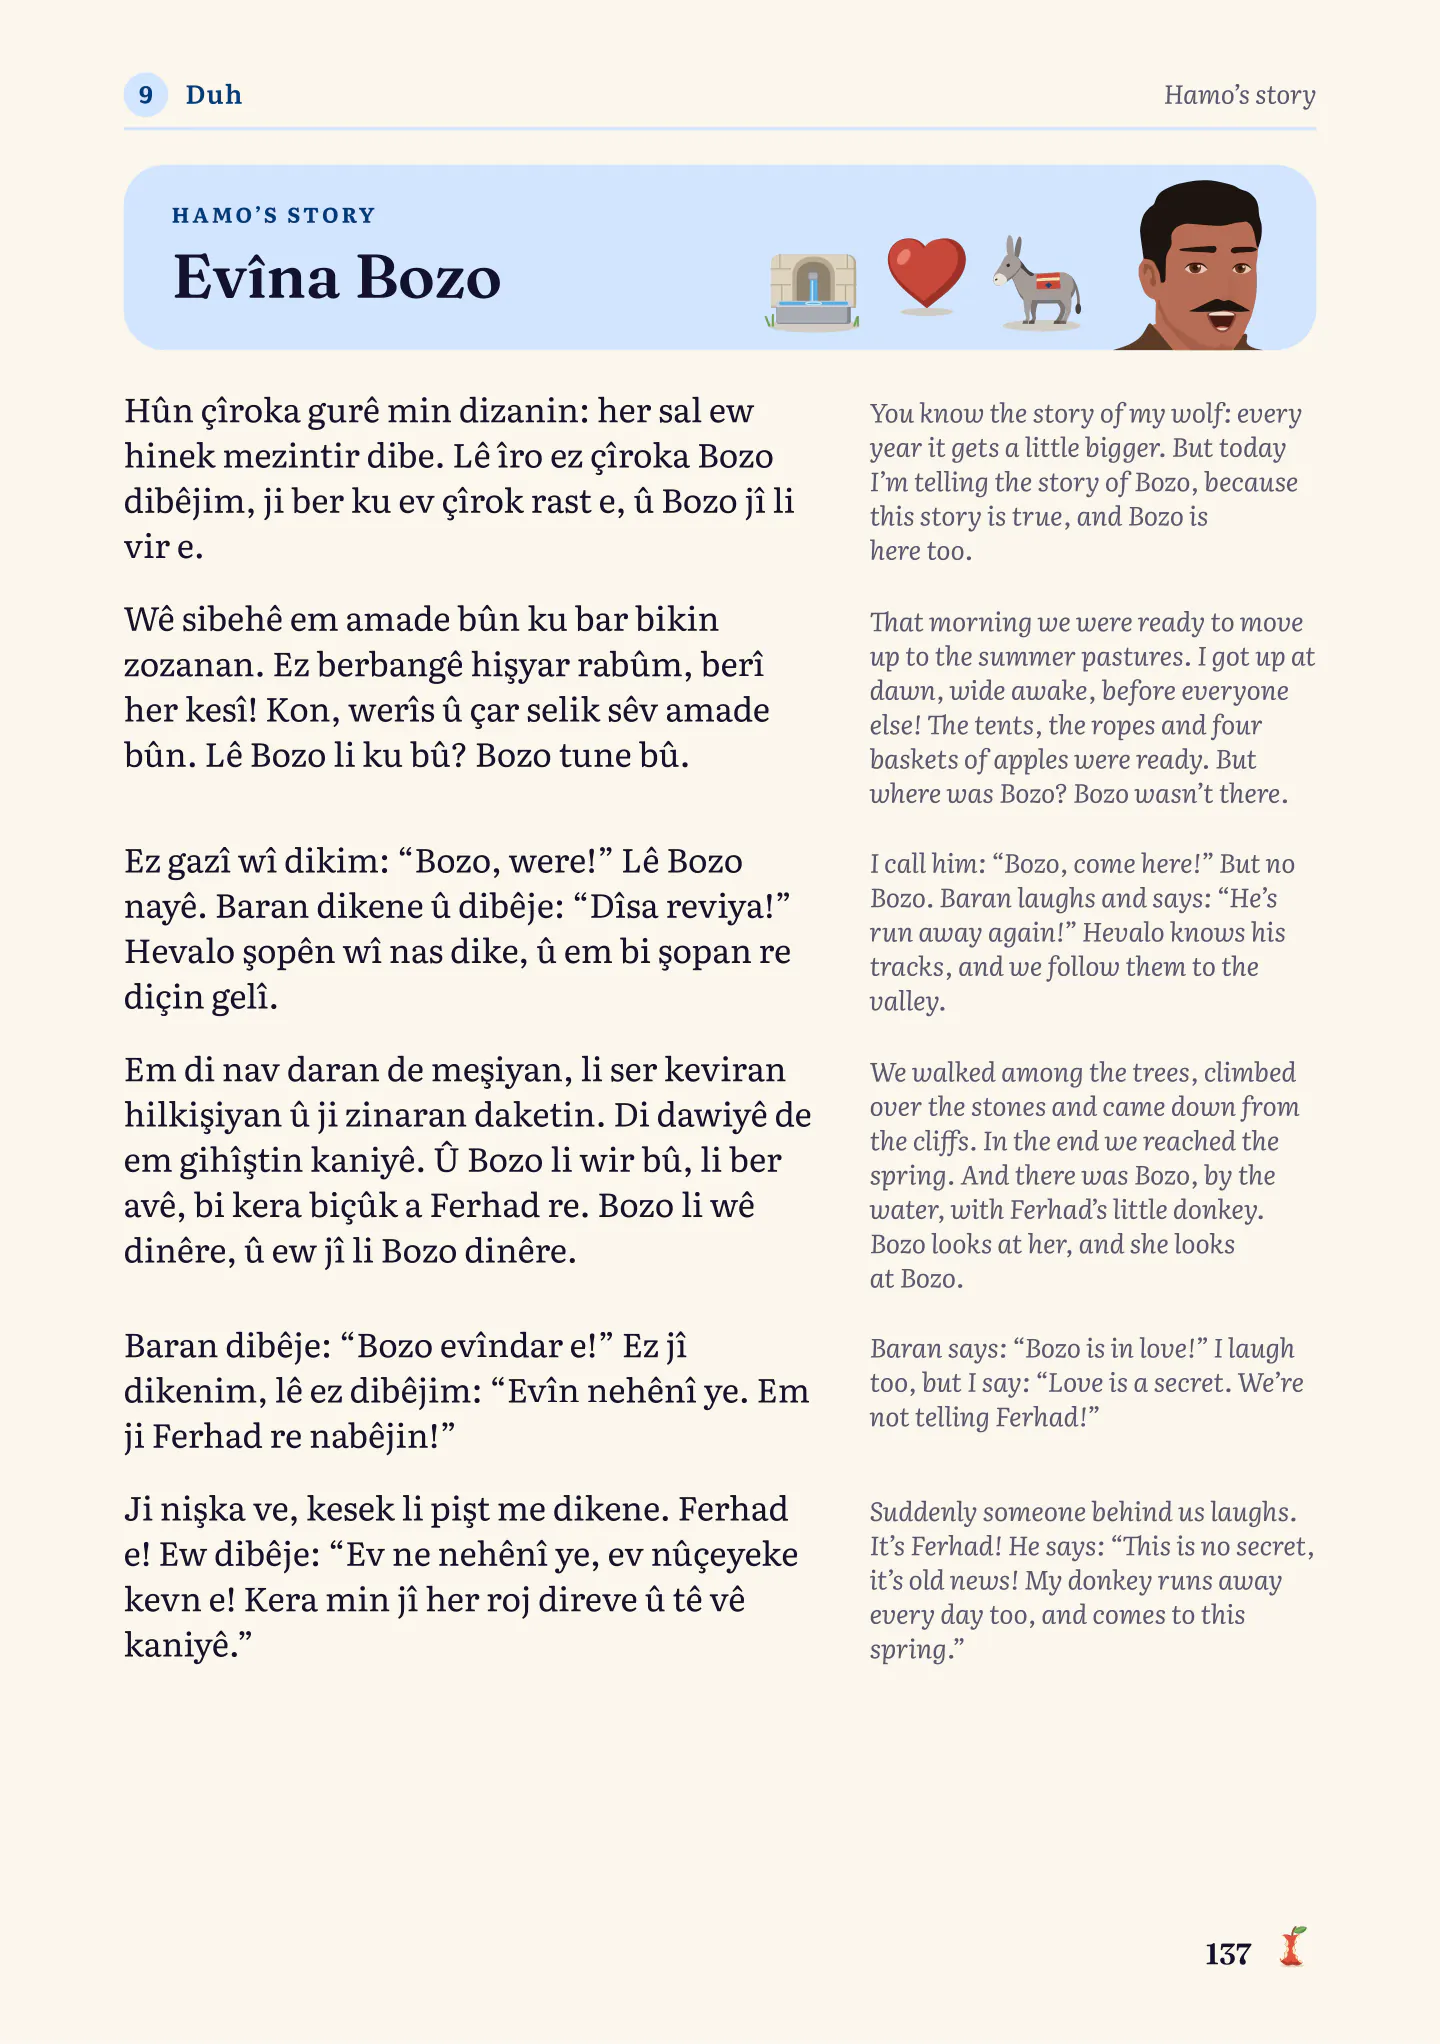 9 Duh
Hamo’s story
HAMO’S STORY
Evîna Bozo
Hûn çîroka gurê min dizanin: her sal ew
hinek mezintir dibe. Lê îro ez çîroka Bozo
dibêjim, ji ber ku ev çîrok rast e, û Bozo jî li
vir e.
You know the story of my wolf: every
year it gets a little bigger. But today
I’m telling the story of Bozo, because
this story is true, and Bozo is
here too.
Wê sibehê em amade bûn ku bar bikin
zozanan. Ez berbangê hişyar rabûm, berî
her kesî! Kon, werîs û çar selik sêv amade
bûn. Lê Bozo li ku bû? Bozo tune bû.
That morning we were ready to move
up to the summer pastures. I got up at
dawn, wide awake, before everyone
else! The tents, the ropes and four
baskets of apples were ready. But
where was Bozo? Bozo wasn’t there.
Ez gazî wî dikim: “Bozo, were!” Lê Bozo
nayê. Baran dikene û dibêje: “Dîsa reviya!”
Hevalo şopên wî nas dike, û em bi şopan re
diçin gelî.
I call him: “Bozo, come here!” But no
Bozo. Baran laughs and says: “He’s
run away again!” Hevalo knows his
tracks, and we follow them to the
valley.
Em di nav daran de meşiyan, li ser keviran
hilkişiyan û ji zinaran daketin. Di dawiyê de
em gihîştin kaniyê. Û Bozo li wir bû, li ber
avê, bi kera biçûk a Ferhad re. Bozo li wê
dinêre, û ew jî li Bozo dinêre.
We walked among the trees, climbed
over the stones and came down from
the cliffs. In the end we reached the
spring. And there was Bozo, by the
water, with Ferhad’s little donkey.
Bozo looks at her, and she looks
at Bozo.
Baran dibêje: “Bozo evîndar e!” Ez jî
dikenim, lê ez dibêjim: “Evîn nehênî ye. Em
ji Ferhad re nabêjin!”
Baran says: “Bozo is in love!” I laugh
too, but I say: “Love is a secret. We’re
not telling Ferhad!”
Ji nişka ve, kesek li pişt me dikene. Ferhad
e! Ew dibêje: “Ev ne nehênî ye, ev nûçeyeke
kevn e! Kera min jî her roj direve û tê vê
kaniyê.”
Suddenly someone behind us laughs.
It’s Ferhad! He says: “This is no secret,
it’s old news! My donkey runs away
every day too, and comes to this
spring.”
137